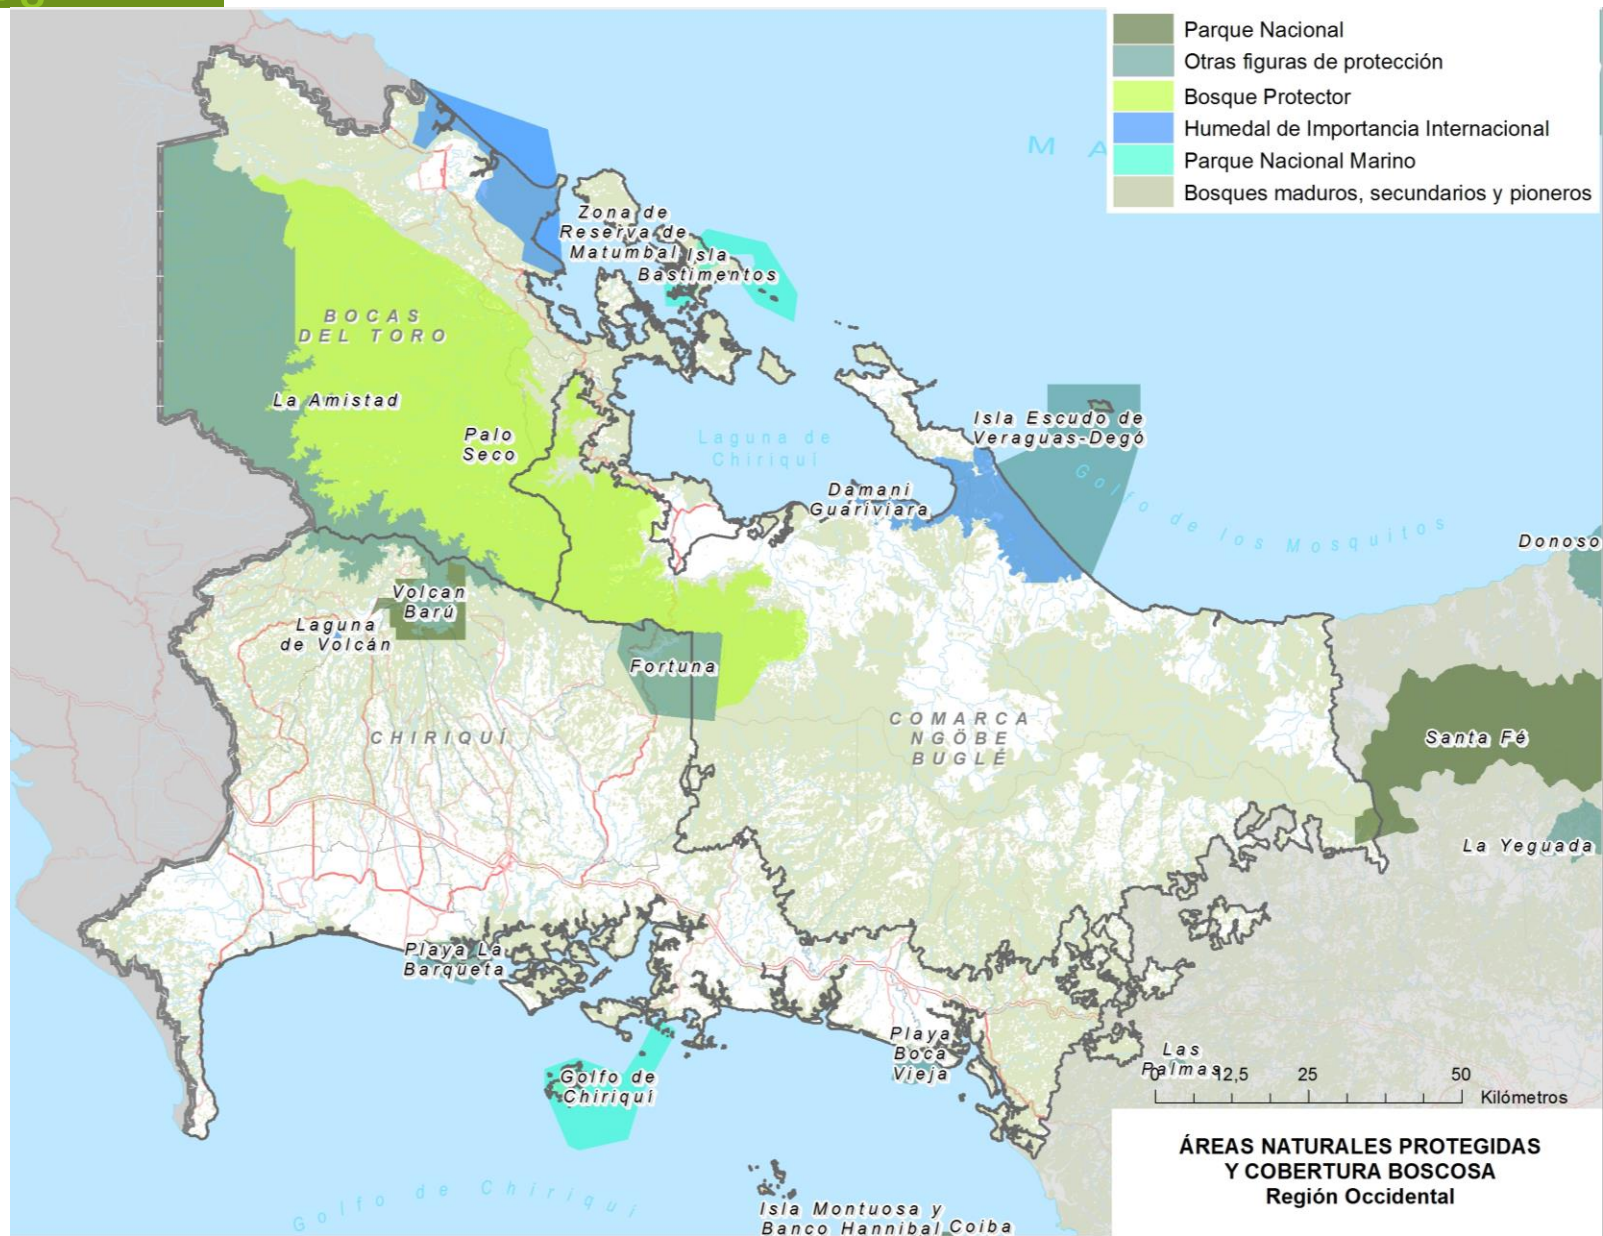 Parque Nacional
Otras figuras de protección
Bosque Protector
Humedal de Importancia Internacional
Parque Nacional Marino
Bosques maduros, secundarios y pioneros
M A
Zona de
Reserva de
Matumbal
Isla
Bastimentos
BOCAS
DEL TORO
La Amistad
Palo
Seco
Laguna de
Chiriquí
Isla Escudo de
Veraguas-Degó
Golfo de los Mosquitos
Damani
Guariviara
Donoso
Volcan
Barú
Laguna
de Volcán
Fortuna
CHIRIQUÍ
COMARCA
NGÖBE
BUGLÉ
Santa Fé
La Yeguada
Playa La
Barqueta
Golfo de
Chiriquí
Playa
Boca
Vieja
Las
Palmas
0 12,5 25 50
Kilómetros
Golfo de Chiriquí
Isla Montuosa y
Banco Hannibal
Coiba
ÁREAS NATURALES PROTEGIDAS
Y COBERTURA BOSCOSA
Región Occidental